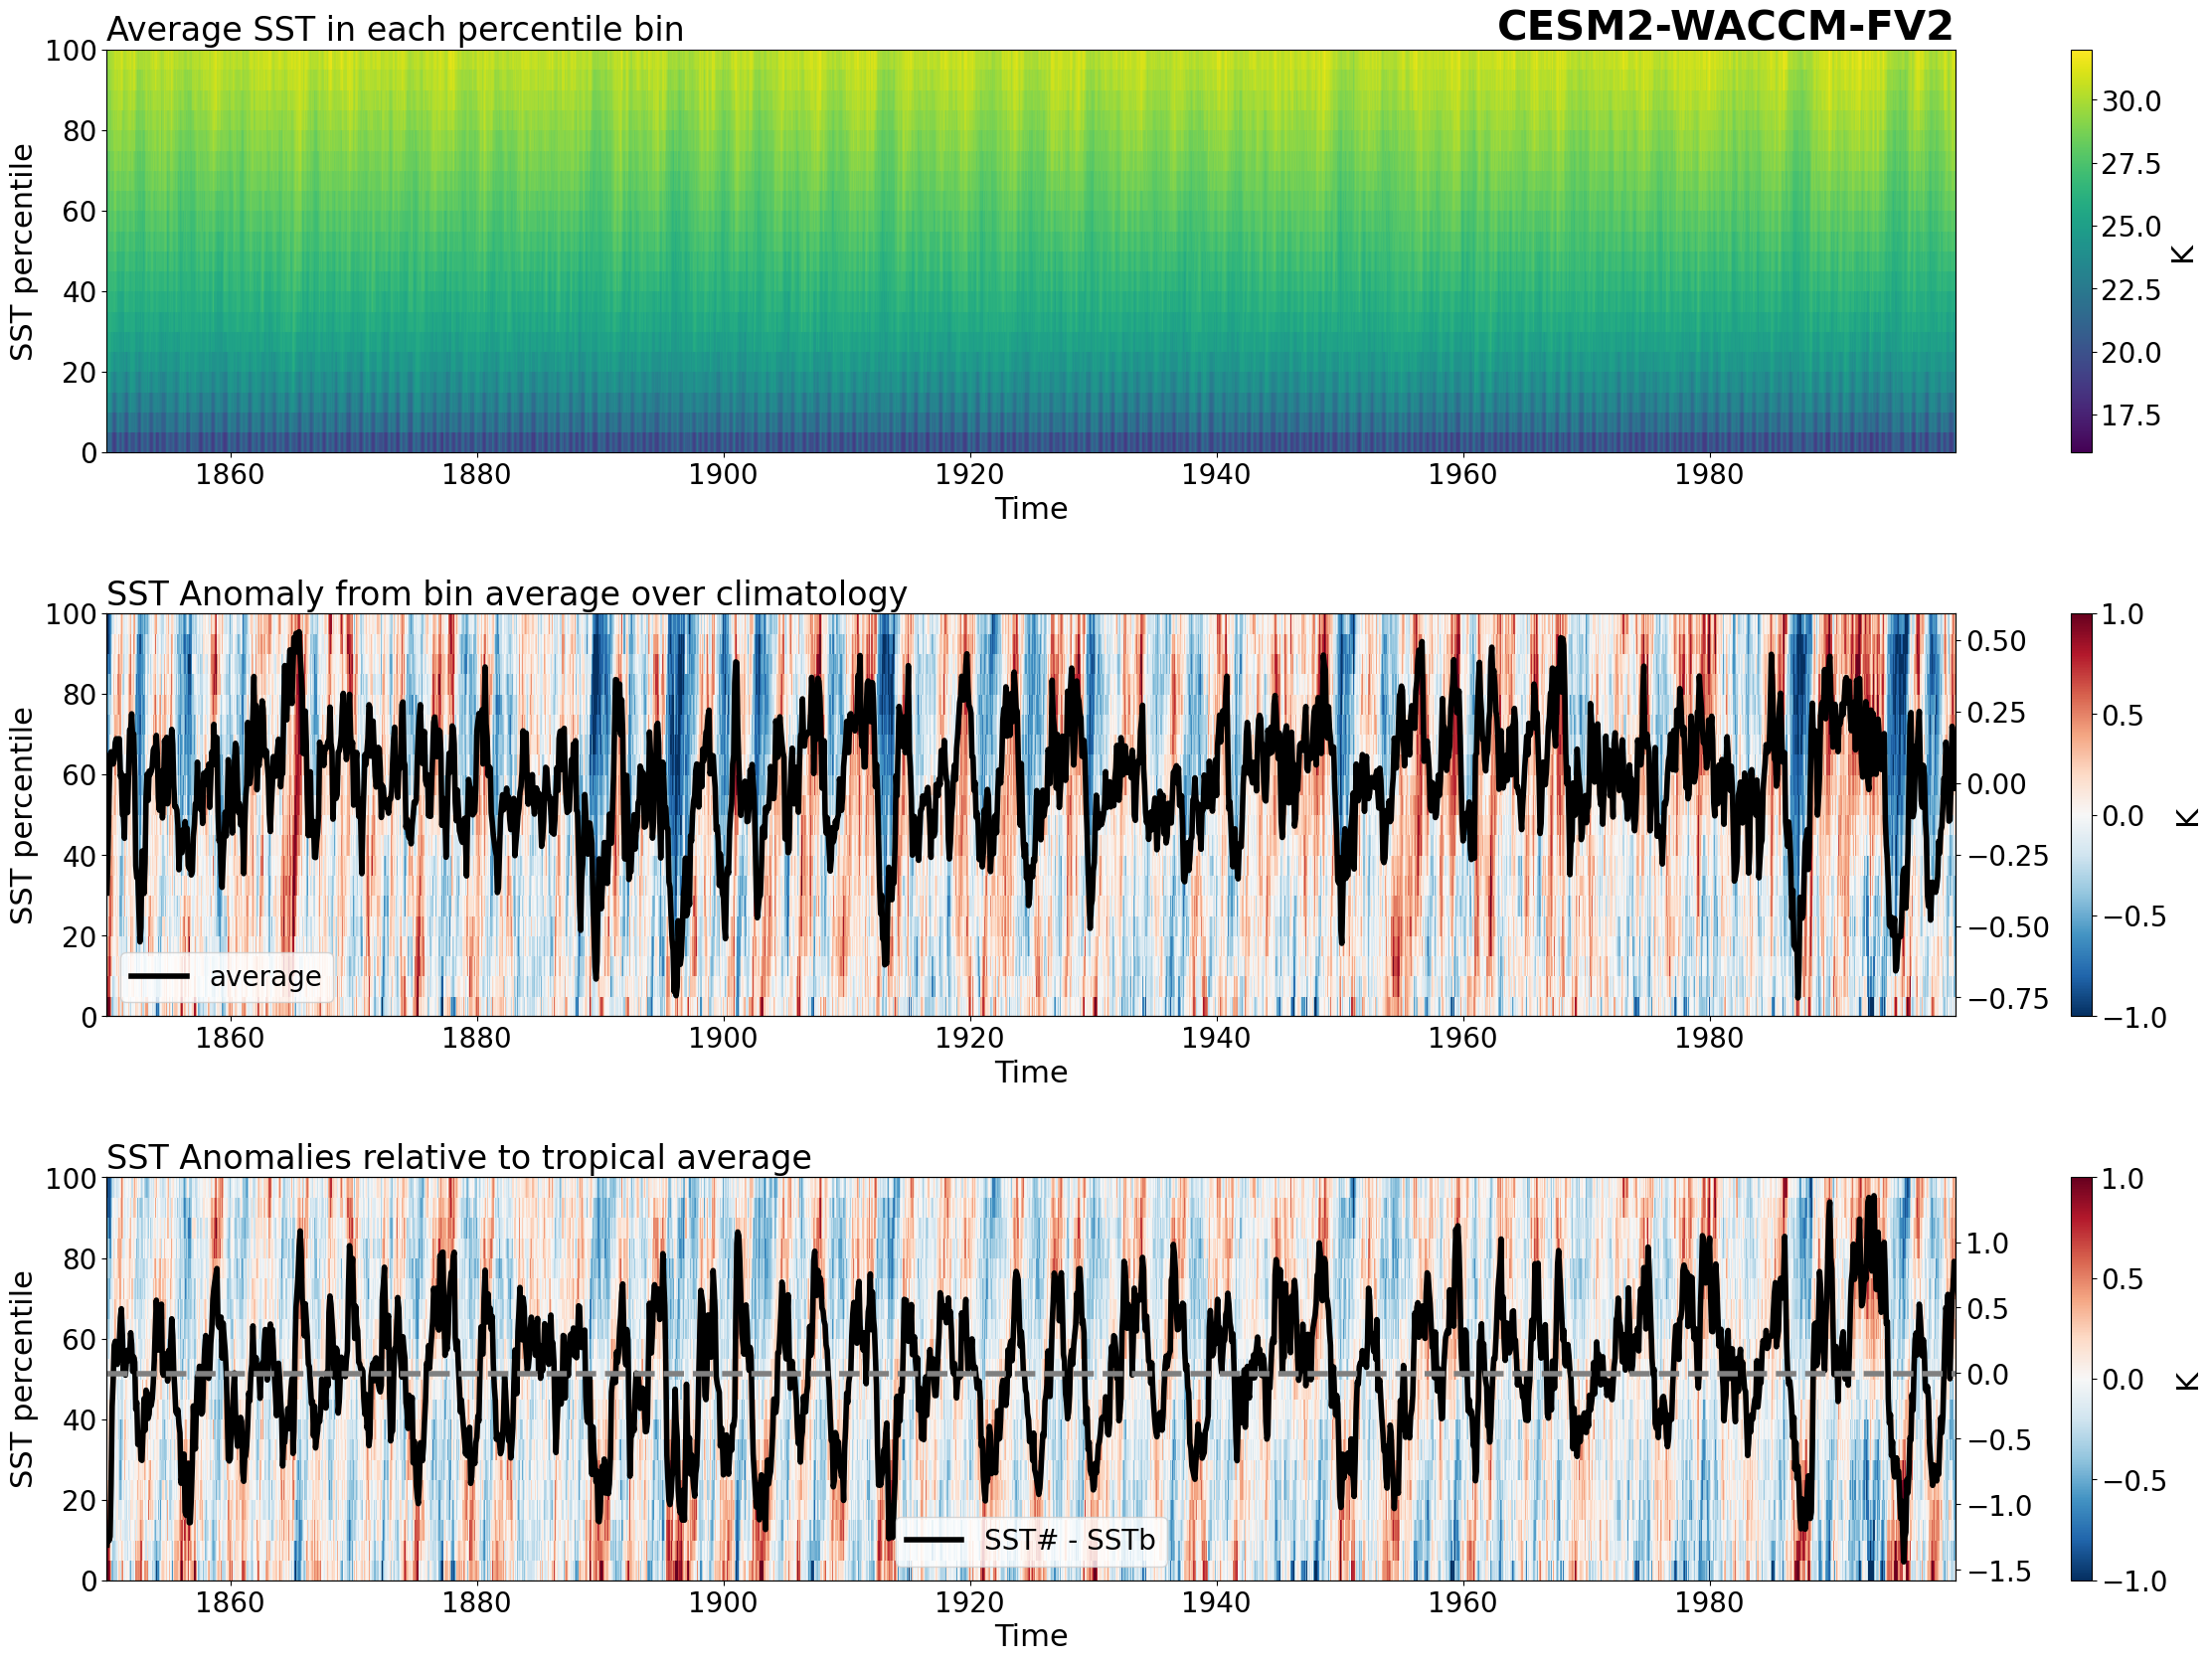 Average SST in each percentile bin
CESM2-WACCM-FV2
100
80
60
40
20
0
SST percentile
1860 1880 1900 1920 1940 1960 1980
Time
30.0
27.5
25.0
22.5
20.0
17.5
K
SST Anomaly from bin average over climatology
100
80
60
40
20
0
SST percentile
average
1860 1880 1900 1920 1940 1960 1980
Time
0.50
0.25
0.00
−0.25
−0.50
−0.75
1.0
0.5
0.0
−0.5
−1.0
K
SST Anomalies relative to tropical average
100
80
60
40
20
0
SST percentile
SST# - SSTb
1860 1880 1900 1920 1940 1960 1980
Time
1.0
0.5
0.0
−0.5
−1.0
−1.5
1.0
0.5
0.0
−0.5
−1.0
K